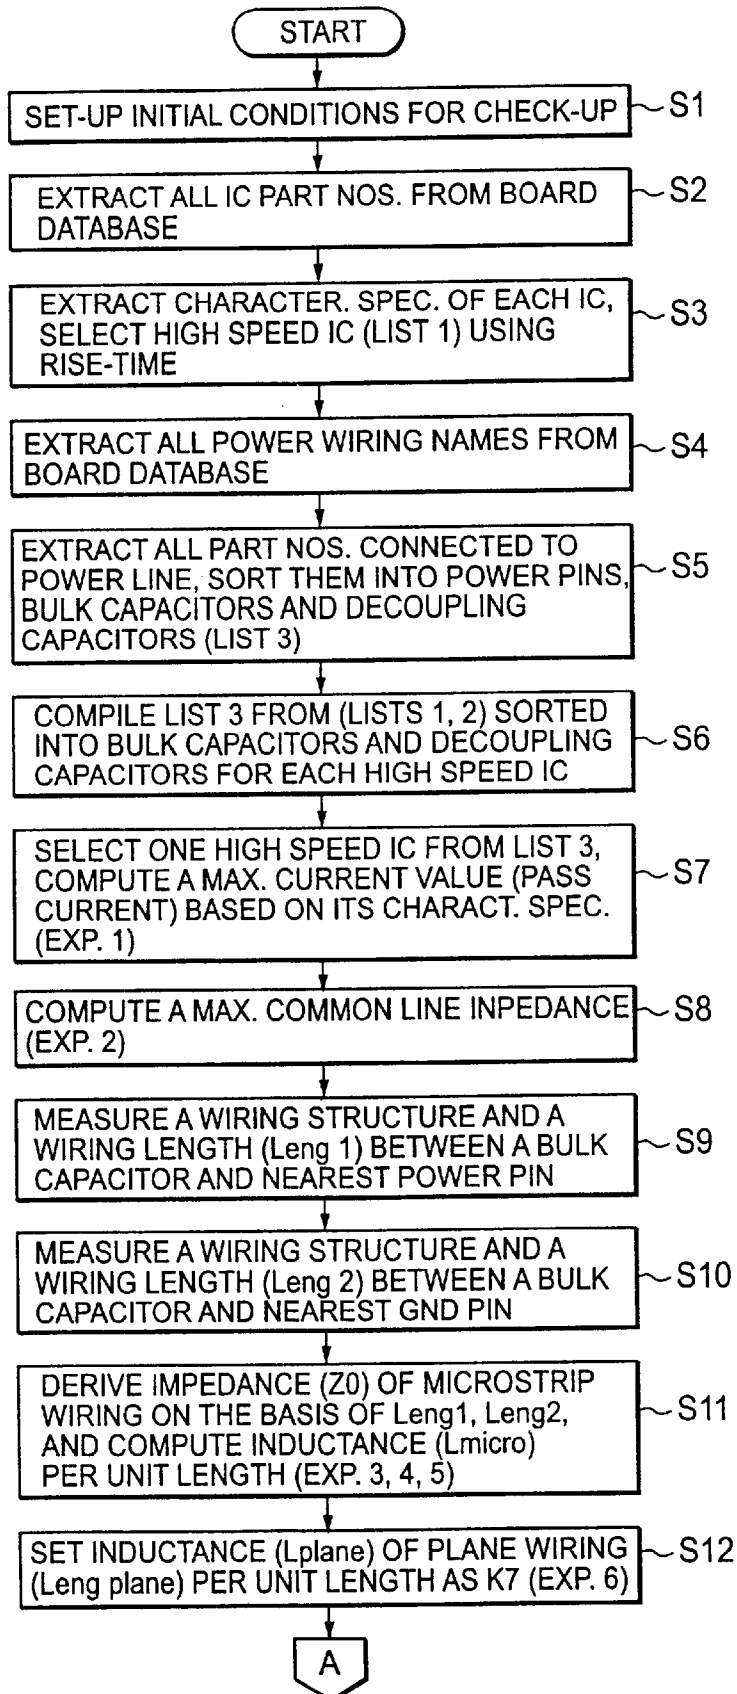 START
SET-UP INITIAL CONDITIONS FOR CHECK-UP
S1
EXTRACT ALL IC PART NOS. FROM BOARD
DATABASE
S2
EXTRACT CHARACTER. SPEC. OF EACH IC,
SELECT HIGH SPEED IC (LIST 1) USING
RISE-TIME
S3
EXTRACT ALL POWER WIRING NAMES FROM
BOARD DATABASE
S4
EXTRACT ALL PART NOS. CONNECTED TO
POWER LINE, SORT THEM INTO POWER PINS,
BULK CAPACITORS AND DECOUPLING
CAPACITORS (LIST 3)
S5
COMPILE LIST 3 FROM (LISTS 1, 2) SORTED
INTO BULK CAPACITORS AND DECOUPLING
CAPACITORS FOR EACH HIGH SPEED IC
S6
SELECT ONE HIGH SPEED IC FROM LIST 3,
COMPUTE A MAX. CURRENT VALUE (PASS
CURRENT) BASED ON ITS CHARACT. SPEC.
(EXP. 1)
S7
COMPUTE A MAX. COMMON LINE INPEDANCE
(EXP. 2)
S8
MEASURE A WIRING STRUCTURE AND A
WIRING LENGTH (Leng 1) BETWEEN A BULK
CAPACITOR AND NEAREST POWER PIN
S9
MEASURE A WIRING STRUCTURE AND A
WIRING LENGTH (Leng 2) BETWEEN A BULK
CAPACITOR AND NEAREST GND PIN
S10
DERIVE IMPEDANCE (Z0) OF MICROSTRIP
WIRING ON THE BASIS OF Leng1, Leng2,
AND COMPUTE INDUCTANCE (Lmicro)
PER UNIT LENGTH (EXP. 3, 4, 5)
S11
SET INDUCTANCE (Lplane) OF PLANE WIRING
(Leng plane) PER UNIT LENGTH AS K7 (EXP. 6)
S12
A